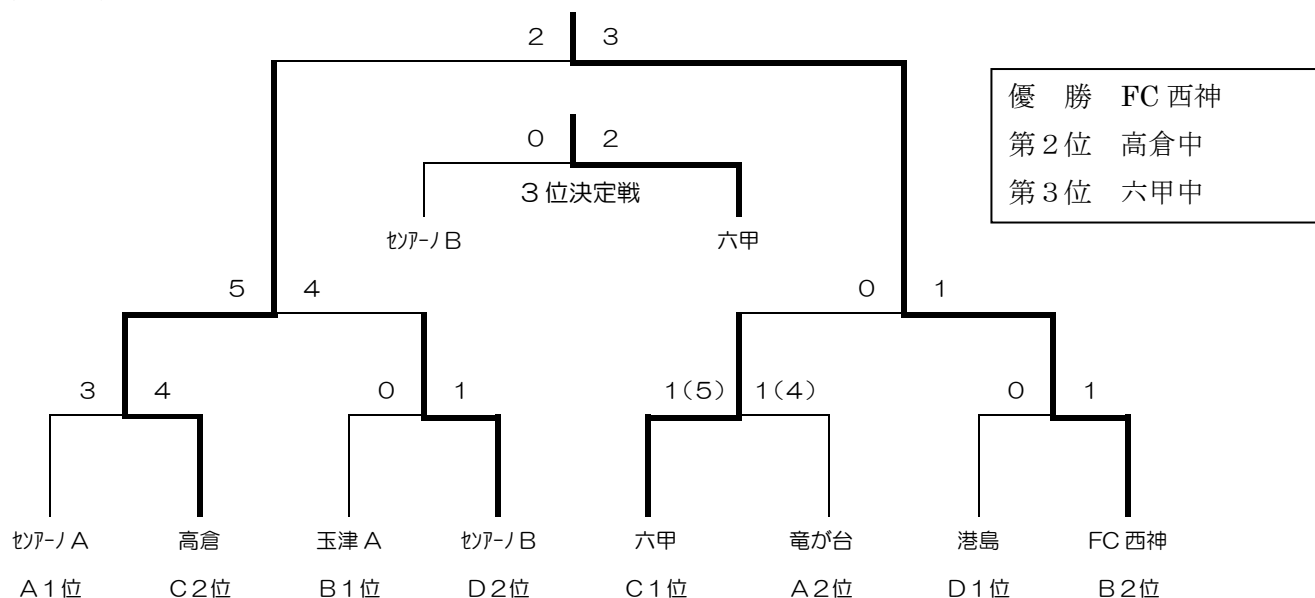 ２ ３
優　勝　FC 西神
第２位　高倉中
第３位　六甲中
０ ２
３位決定戦
ｾﾝｱｰﾉ B 六甲
５ ４ ０ １
３ ４ ０ １ １(５) １(４) ０ １
ｾﾝｱｰﾉ A 高倉 玉津 A ｾﾝｱｰﾉ B 六甲 竜が台 港島 FC 西神
A１位 C２位 B１位 D２位 C１位 A２位 D１位 B２位